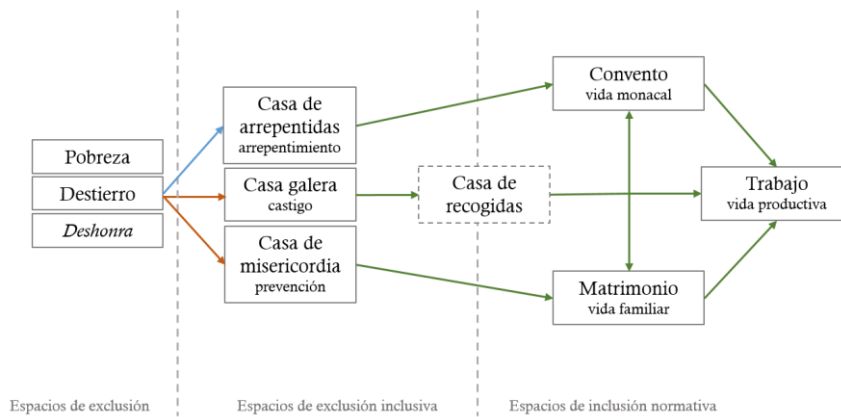 Pobreza
Destierro
Deshonra
Casa de
arrepentidas
arrepentimiento
Casa galera
castigo
Casa de
misericordia
prevención
Casa de
recogidas
Convento
vida monacal
Matrimonio
vida familiar
Trabajo
vida productiva
Espacios de exclusión
Espacios de exclusión inclusiva
Espacios de inclusión normativa